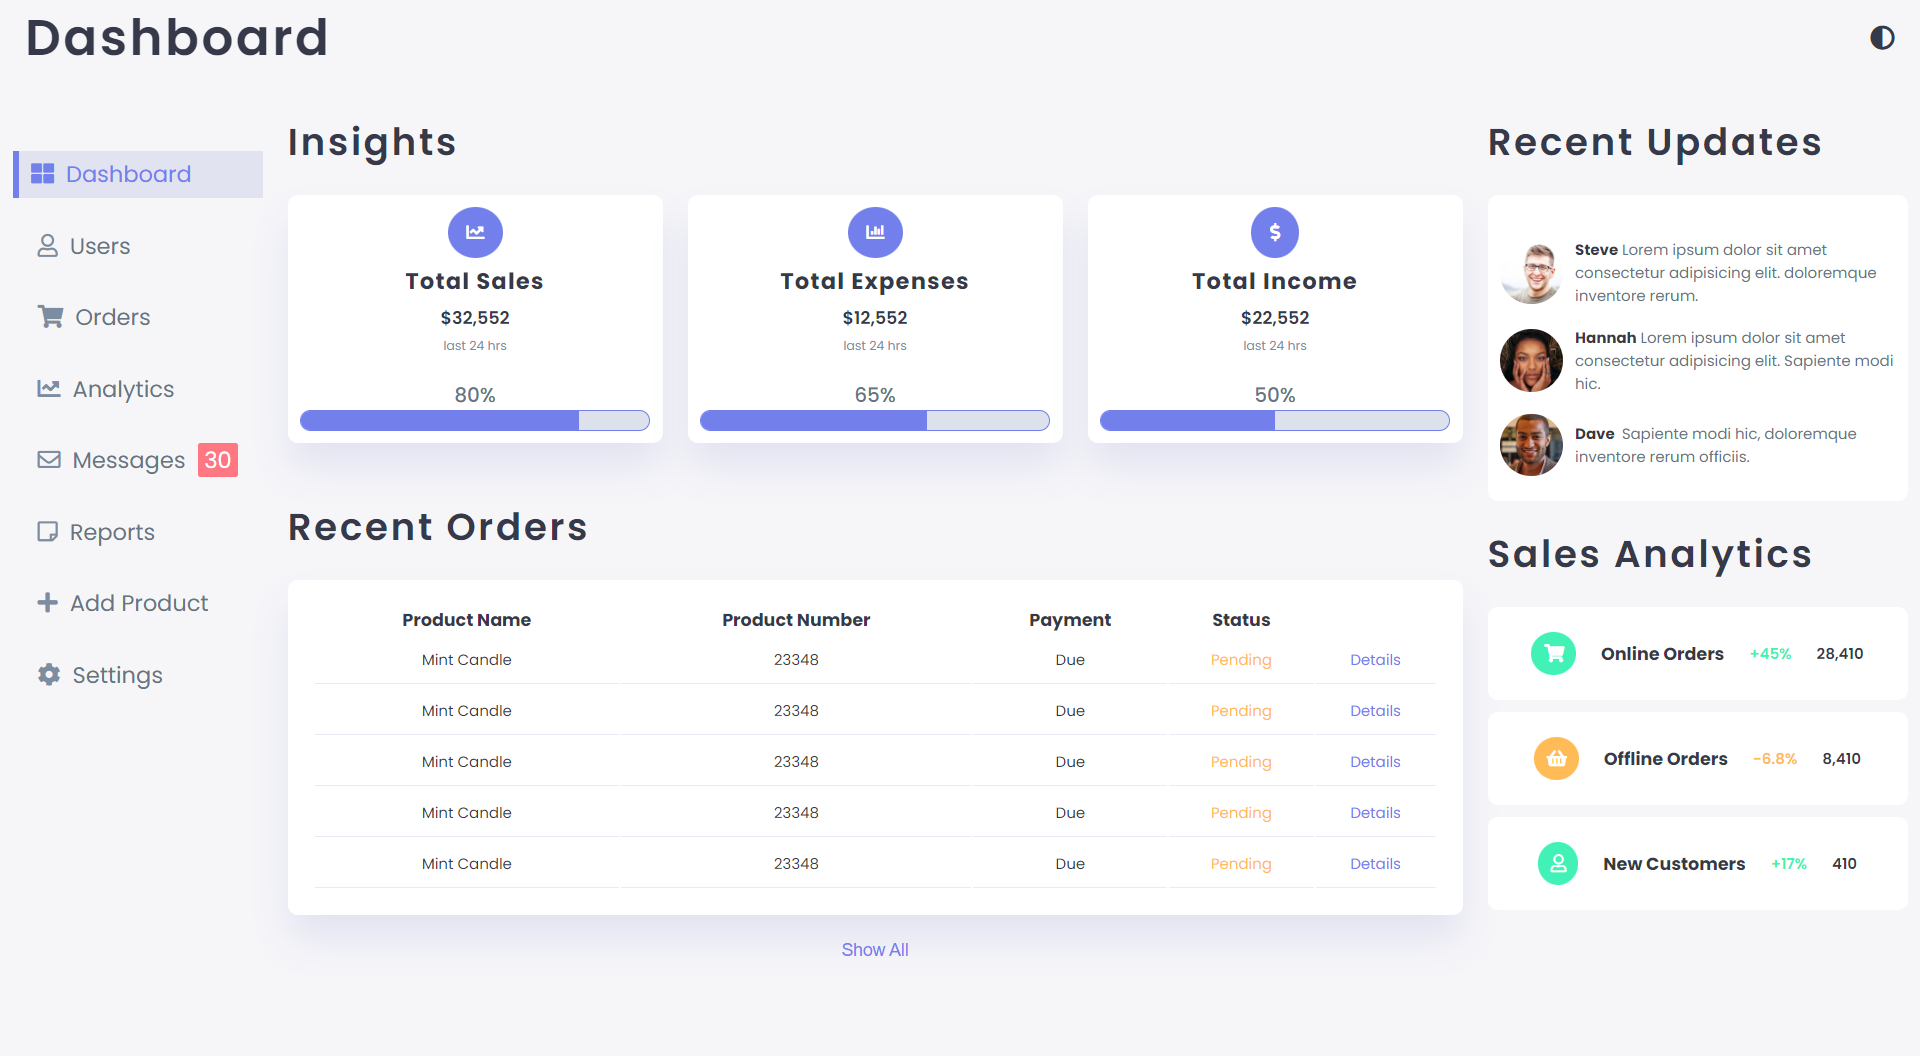 Dashboard
Dashboard
Users
Orders
Analytics
Messages 30
Reports
Add Product
Settings
Insights
Total Sales
$32,552
last 24 hrs
80%
Total Expenses
$12,552
last 24 hrs
65%
Total Income
$22,552
last 24 hrs
50%
Recent Orders
Product Name Product Number Payment Status
Mint Candle 23348 Due Pending Details
Mint Candle 23348 Due Pending Details
Mint Candle 23348 Due Pending Details
Mint Candle 23348 Due Pending Details
Mint Candle 23348 Due Pending Details
Show All
Recent Updates
Steve Lorem ipsum dolor sit amet
consectetur adipisicing elit. doloremque
inventore rerum.
Hannah Lorem ipsum dolor sit amet
consectetur adipisicing elit. Sapiente modi
hic.
Dave Sapiente modi hic, doloremque
inventore rerum officiis.
Sales Analytics
Online Orders +45% 28,410
Offline Orders -6.8% 8,410
New Customers +17% 410